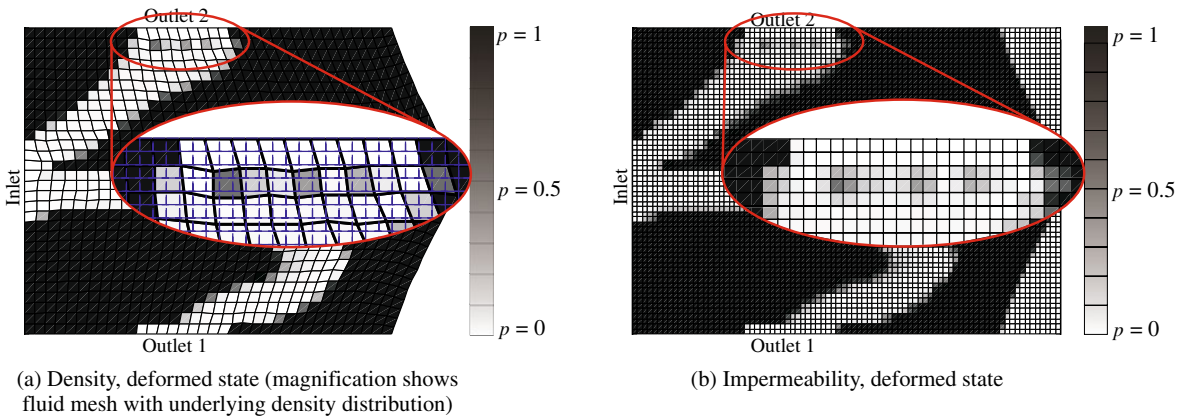 Outlet 2
Outlet 2
p = 1
p = 1
Inlet
p = 0.5
Inlet
p = 0.5
p = 0
p = 0
Outlet 1
Outlet 1
(a) Density, deformed state (magnification shows
fluid mesh with underlying density distribution)
(b) Impermeability, deformed state